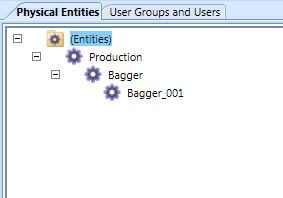 Physical Entities User Groups and Users
(Entities)
Production
Bagger
Bagger_001